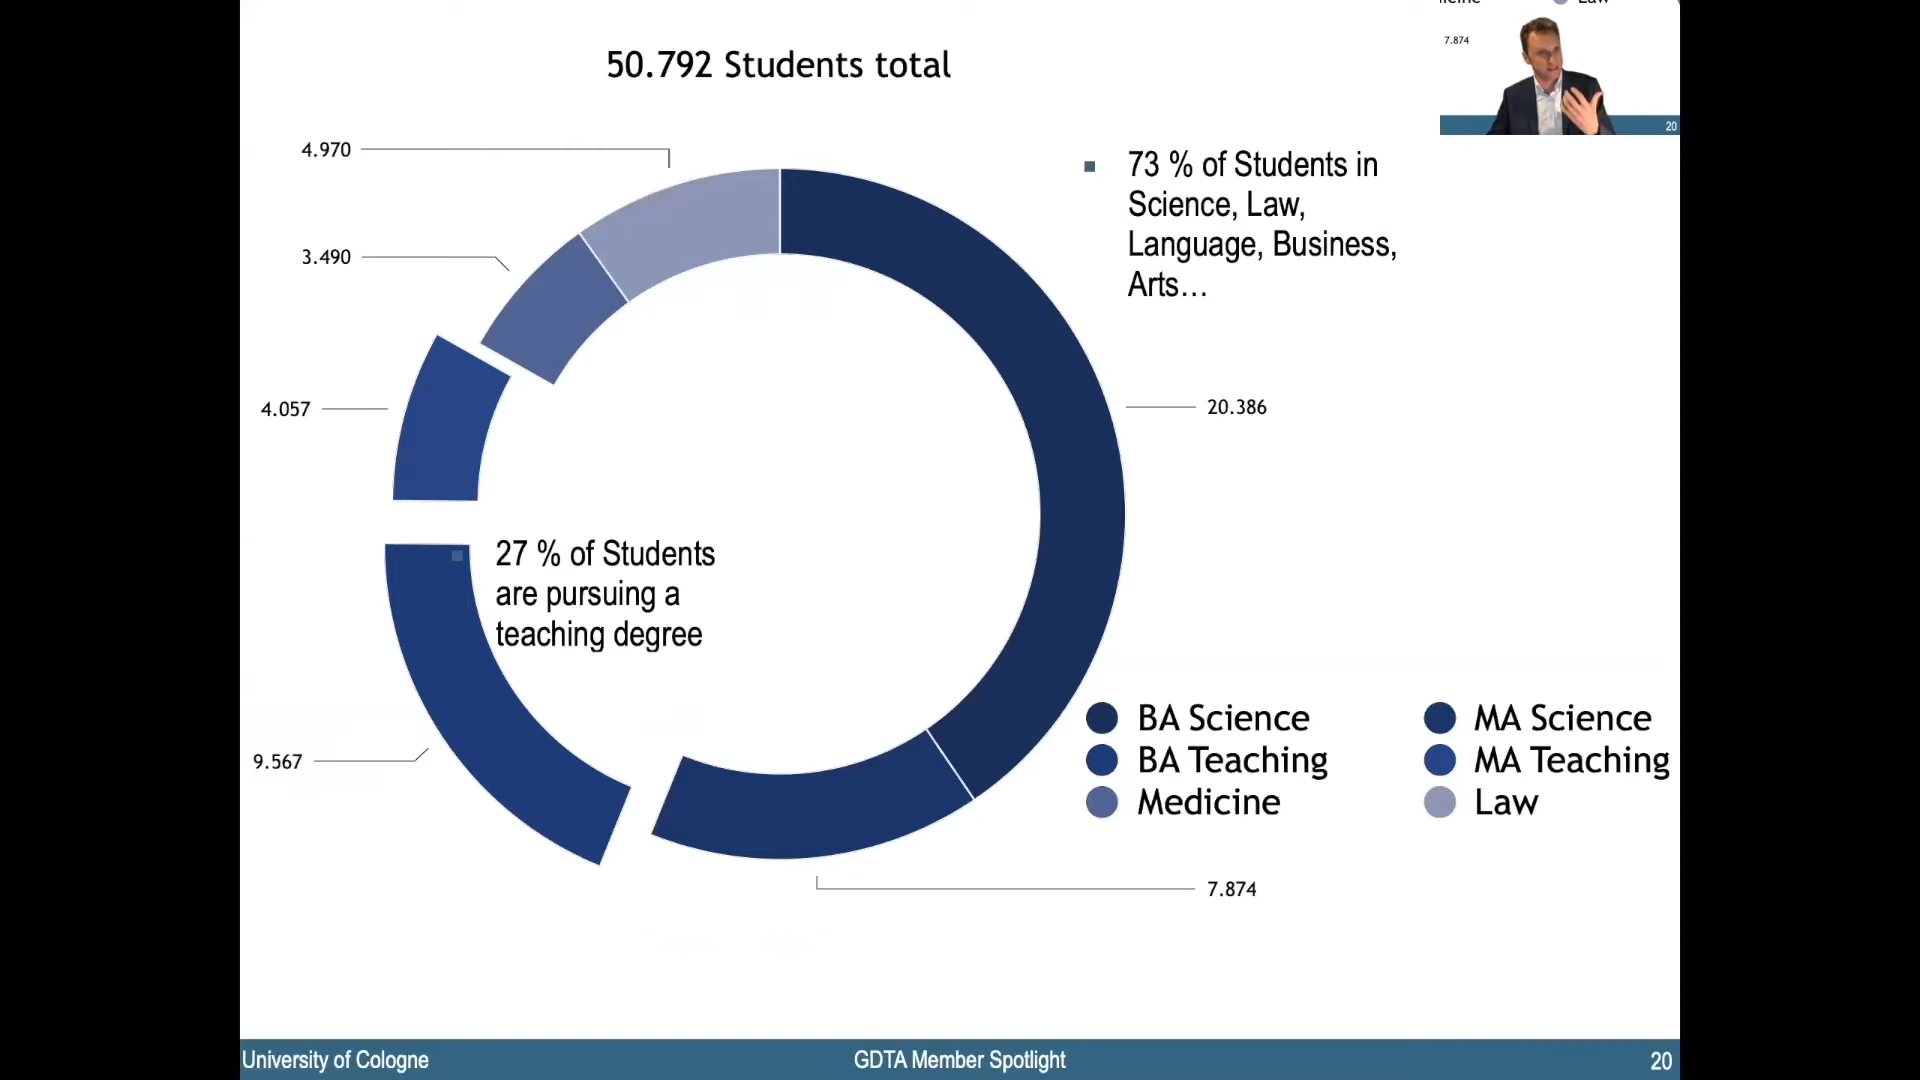 50.792 Students total
4.970
3.490
4.057
9.567
20.386
7.874
73 % of Students in
Science, Law,
Language, Business,
Arts…
27 % of Students
are pursuing a
teaching degree
BA Science
MA Science
BA Teaching
MA Teaching
Medicine
Law
Law
7.874
20
University of Cologne
GDTA Member Spotlight
20